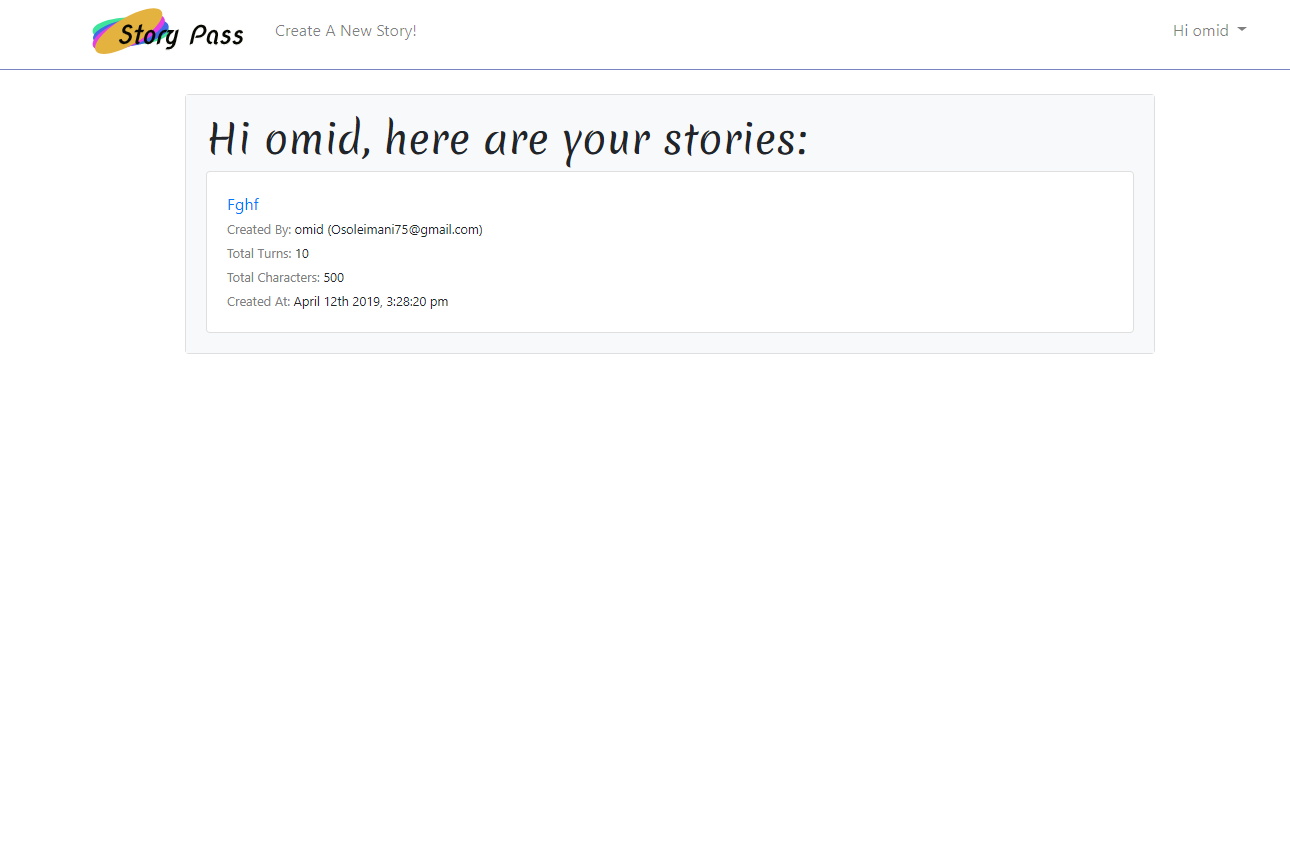 Story Pass
Create A New Story!
Hi omid
Hi omid, here are your stories:
Fghf
Created By: omid (Osoleimani75@gmail.com)
Total Turns: 10
Total Characters: 500
Created At: April 12th 2019, 3:28:20 pm